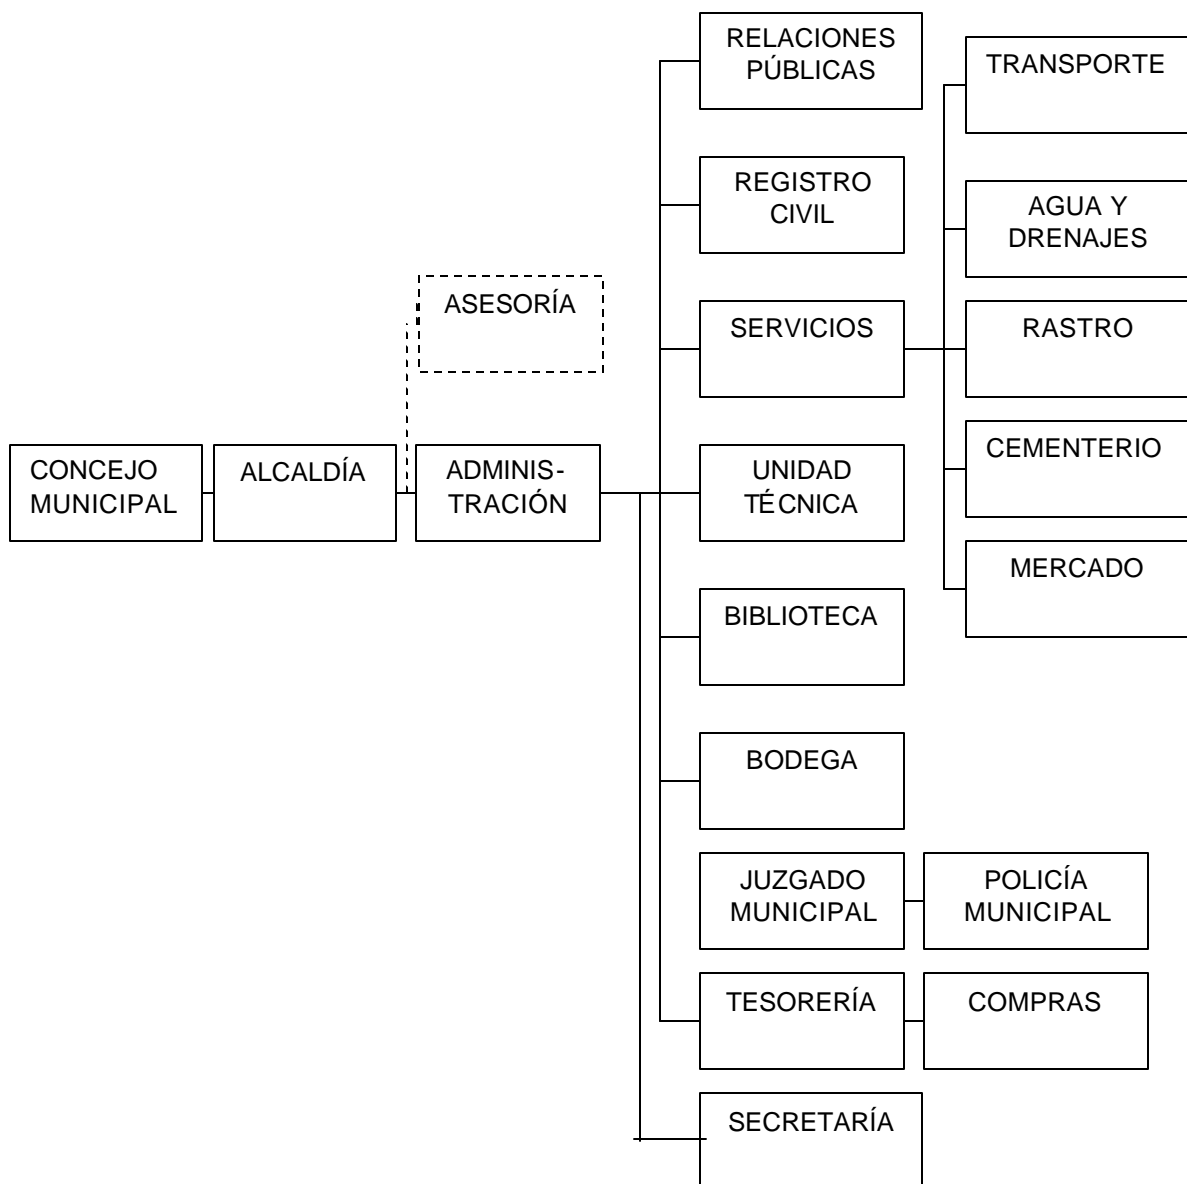 RELACIONES
PÚBLICAS
TRANSPORTE
REGISTRO
CIVIL
AGUA Y
DRENAJES
ASESORÍA
SERVICIOS
RASTRO
CONCEJO
MUNICIPAL
ALCALDÍA
ADMINIS-
TRACIÓN
UNIDAD
TÉCNICA
CEMENTERIO
MERCADO
BIBLIOTECA
BODEGA
JUZGADO
MUNICIPAL
POLICÍA
MUNICIPAL
TESORERÍA
COMPRAS
SECRETARÍA